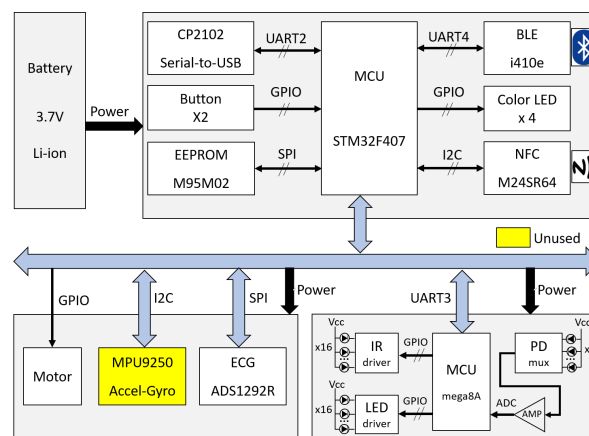 Battery
3.7V
Li-ion
Power
CP2102
Serial-to-USB
UART2
Button
X2
GPIO
EEPROM
M95M02
SPI
MCU
STM32F407
UART4
BLE
i410e
GPIO
Color LED
x 4
I2C
NFC
M24SR64
Unused
GPIO
I2C
SPI
Power
UART3
Power
Motor
MPU9250
Accel-Gyro
ECG
ADS1292R
Vcc
x16
IR
driver
GPIO
Vcc
x16
LED
driver
GPIO
MCU
mega8A
PD
mux
Vcc
ADC
AMP